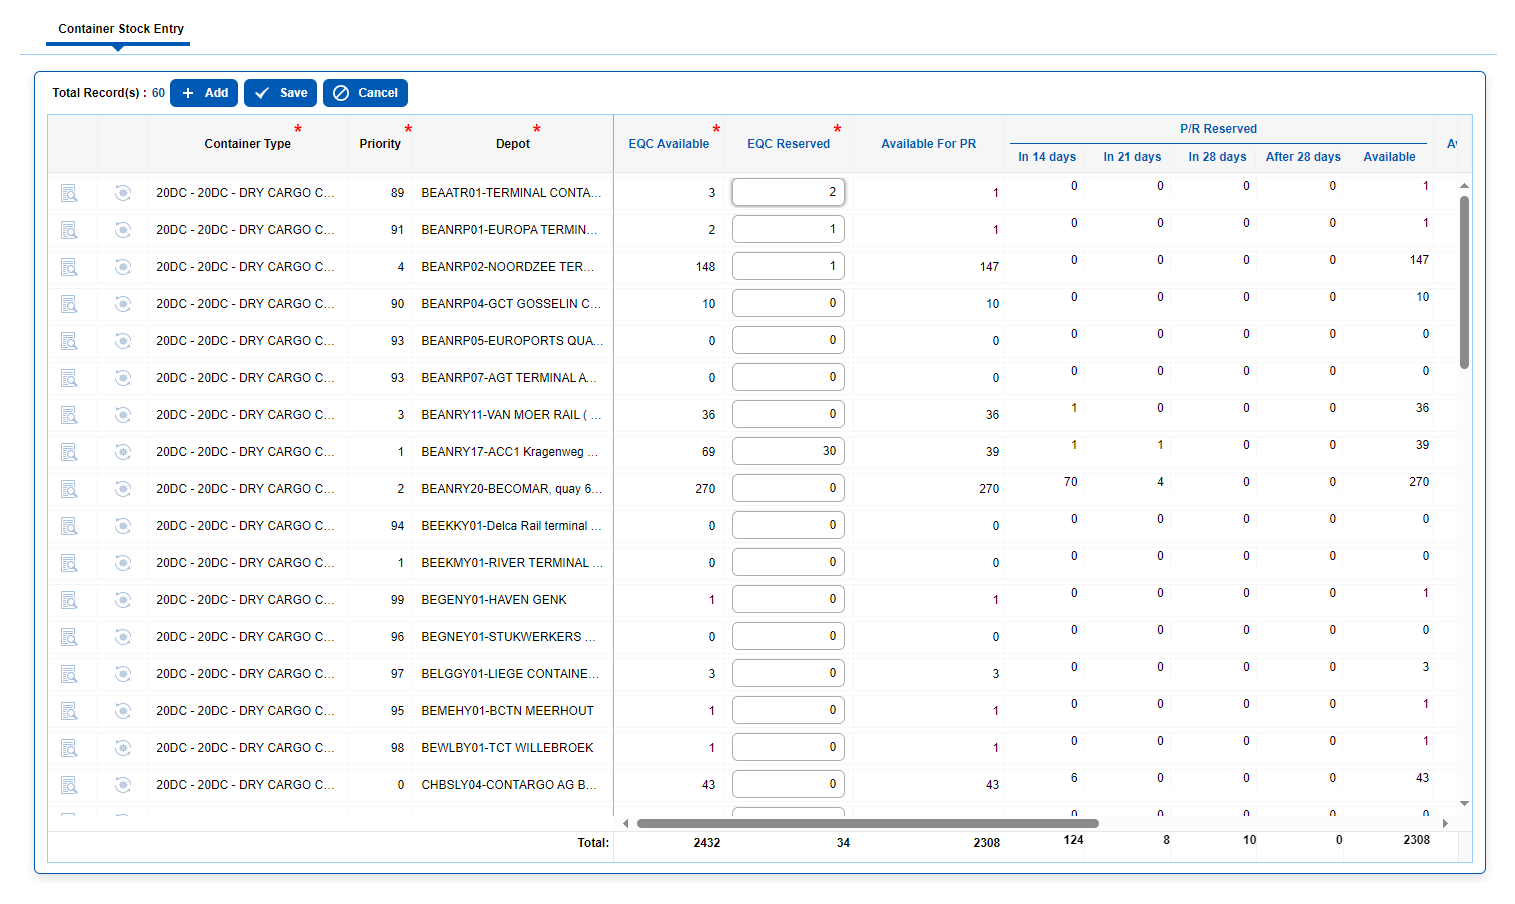 Container Stock Entry
Total Record(s) : 60 Add Save Cancel
P/R Reserved
Container Type * Priority * Depot * EQC Available * EQC Reserved * Available For PR In 14 days In 21 days In 28 days After 28 days Available
20DC - 20DC - DRY CARGO C... 89 BEAATR01-TERMINAL CONTA... 3 2 1 0 0 0 0 1
20DC - 20DC - DRY CARGO C... 91 BEANRP01-EUROPA TERMIN... 2 1 1 0 0 0 0 1
20DC - 20DC - DRY CARGO C... 4 BEANRP02-NOORDZEE TER... 148 1 147 0 0 0 0 147
20DC - 20DC - DRY CARGO C... 90 BEANRP04-GCT GOSSELIN C... 10 0 10 0 0 0 0 10
20DC - 20DC - DRY CARGO C... 93 BEANRP05-EUROPORTS QUA... 0 0 0 0 0 0 0 0
20DC - 20DC - DRY CARGO C... 93 BEANRP07-AGT TERMINAL A... 0 0 0 0 0 0 0 0
20DC - 20DC - DRY CARGO C... 3 BEANRY11-VAN MOER RAIL ( ... 36 0 36 1 0 0 0 36
20DC - 20DC - DRY CARGO C... 1 BEANRY17-ACC1 Kragenweg ... 69 30 39 1 1 0 0 39
20DC - 20DC - DRY CARGO C... 2 BEANRY20-BECOMAR, quay 6... 270 0 270 70 4 0 0 270
20DC - 20DC - DRY CARGO C... 94 BEEKKY01-Delca Rail terminal ... 0 0 0 0 0 0 0 0
20DC - 20DC - DRY CARGO C... 1 BEEKMY01-RIVER TERMINAL ... 0 0 0 0 0 0 0 0
20DC - 20DC - DRY CARGO C... 99 BEGENY01-HAVEN GENK 1 0 1 0 0 0 0 1
20DC - 20DC - DRY CARGO C... 96 BEGNEY01-STUKWERKERS ... 0 0 0 0 0 0 0 0
20DC - 20DC - DRY CARGO C... 97 BELGGY01-LIEGE CONTAINE... 3 0 3 0 0 0 0 3
20DC - 20DC - DRY CARGO C... 95 BEMEHY01-BCTN MEERHOUT 1 0 1 0 0 0 0 1
20DC - 20DC - DRY CARGO C... 98 BEWLBY01-TCT WILLEBROEK 1 0 1 0 0 0 0 1
20DC - 20DC - DRY CARGO C... 0 CHBSLY04-CONTARGO AG B... 43 0 43 6 0 0 0 43
Total: 2432 34 2308 124 8 10 0 2308